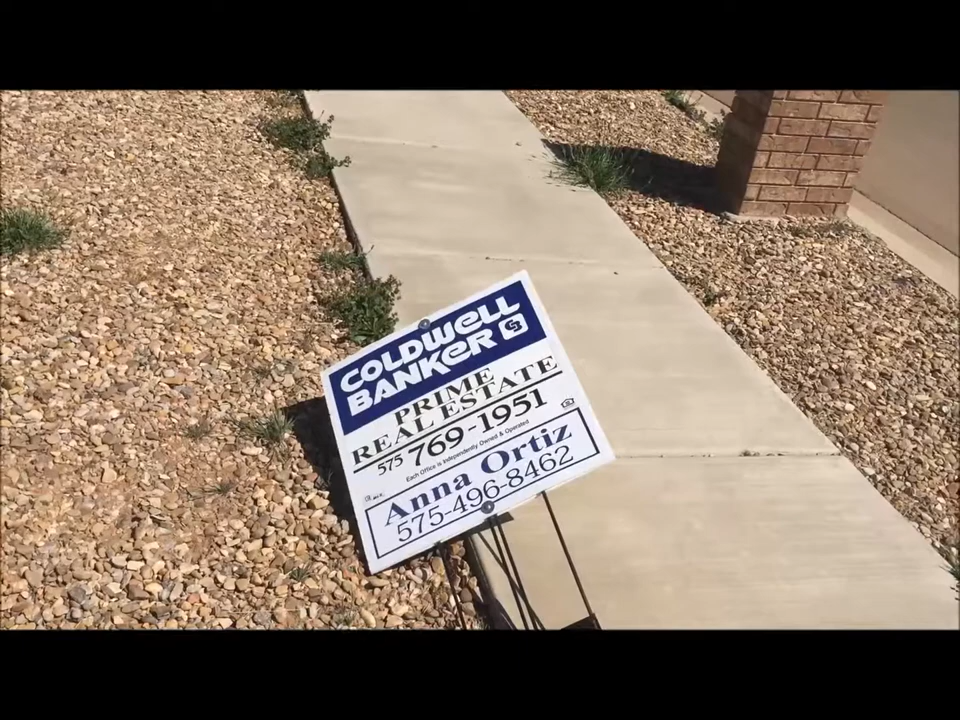 COLDWELL
BANKER CB
PRIME
REAL ESTATE
575 769-1951
Each Office is Independently Owned & Operated
Anna Ortiz
575-496-8462